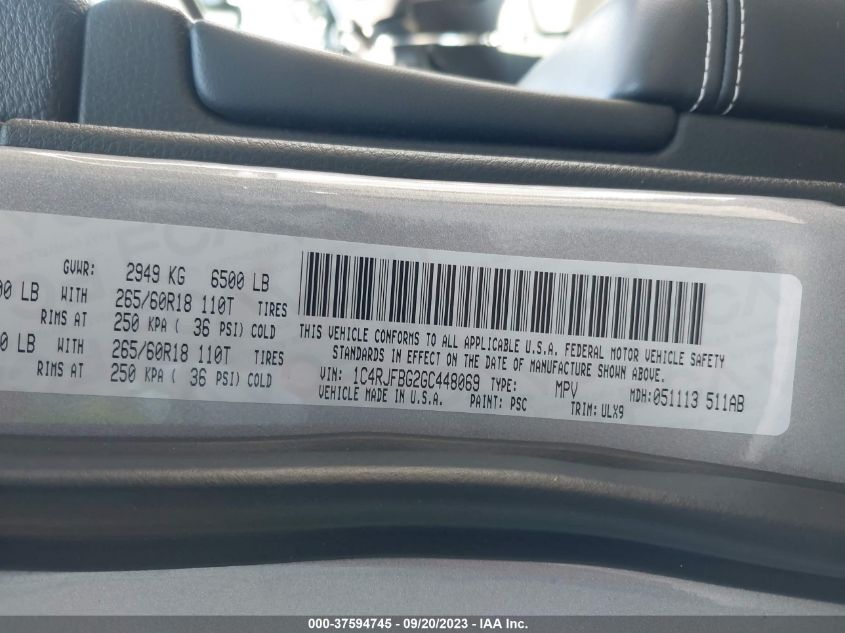 GVWR: 2949 KG 6500 LB
00 LB WITH 265/60R18 110T TIRES
RIMS AT 250 KPA ( 36 PSI) COLD
0 LB WITH 265/60R18 110T TIRES
RIMS AT 250 KPA ( 36 PSI) COLD
THIS VEHICLE CONFORMS TO ALL APPLICABLE U.S.A. FEDERAL MOTOR VEHICLE SAFETY
STANDARDS IN EFFECT ON THE DATE OF MANUFACTURE SHOWN ABOVE.
VIN: 1C4RJFBG2GC448069 TYPE: MPV MDH:051113 511AB
VEHICLE MADE IN U.S.A. PAINT: PSC TRIM: ULX9
000-37594745 - 09/20/2023 - IAA Inc.